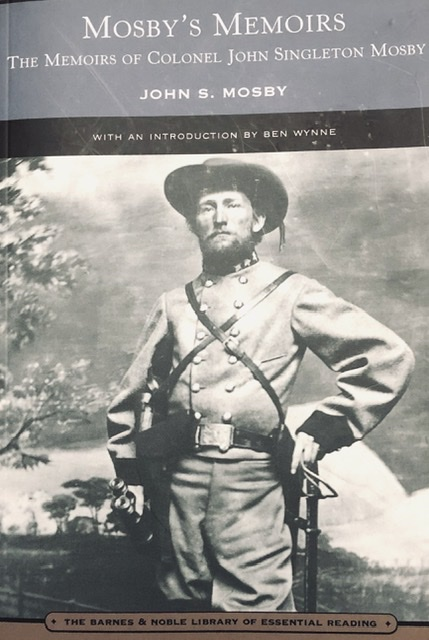 MOSBY'S MEMOIRS
THE MEMOIRS OF COLONEL JOHN SINGLETON MOSBY
JOHN S. MOSBY
WITH AN INTRODUCTION BY BEN WYNNE
THE BARNES & NOBLE LIBRARY OF ESSENTIAL READING